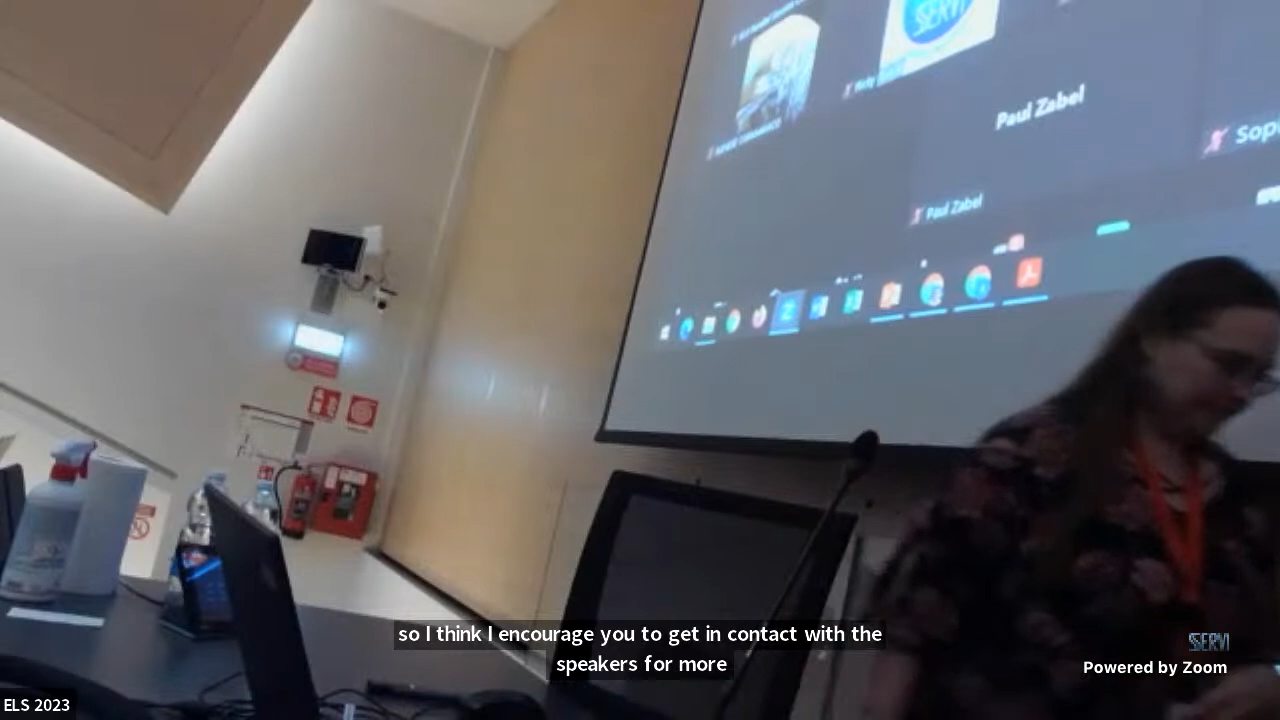 SERVI
Paul Zabel
Paul Zabel
so I think I encourage you to get in contact with the
speakers for more
SERVI
Powered by Zoom
ELS 2023